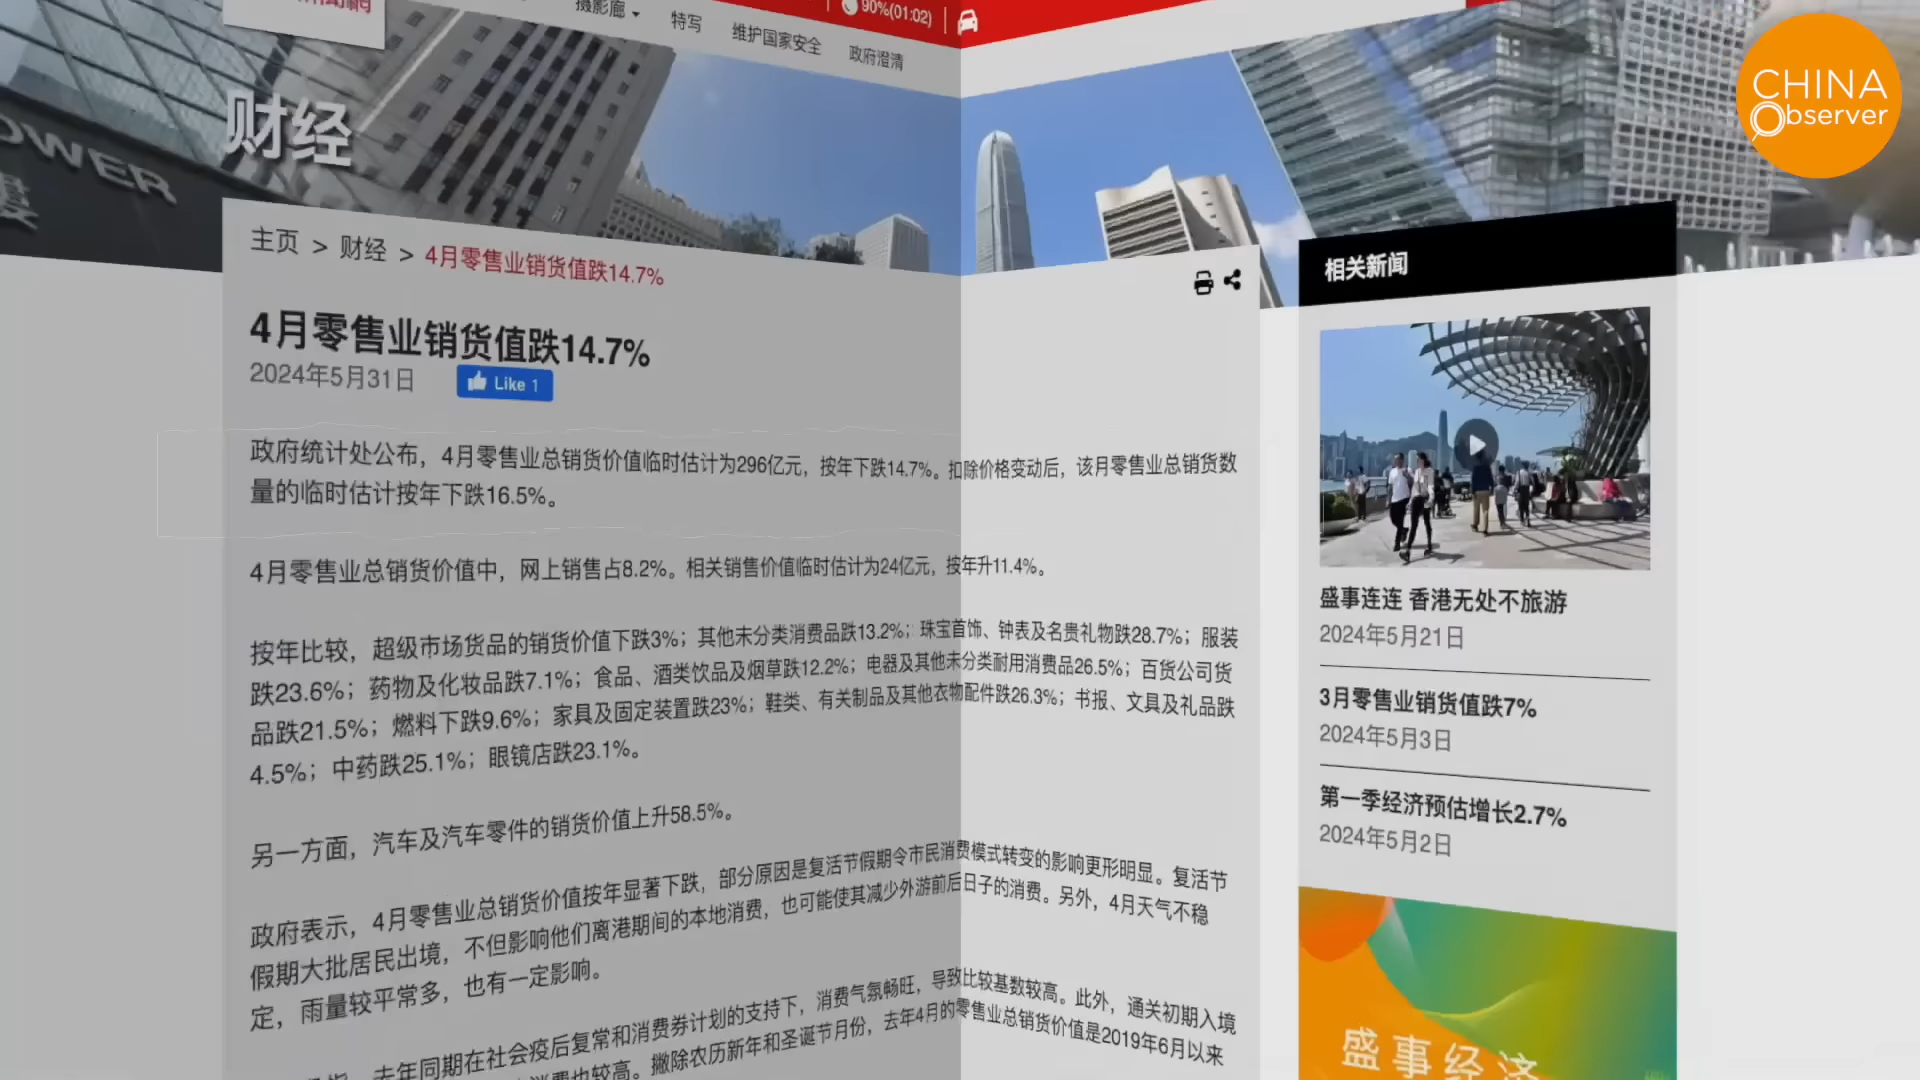 摄影廊
特写
维护国家安全
政府澄清
90%(01:02)
CHINA
Observer
财经
OWER
主页 > 财经 > 4月零售业销货值跌14.7%
相关新闻
4月零售业销货值跌14.7%
2024年5月31日
Like 1
政府统计处公布，4月零售业总销货价值临时估计为296亿元，按年下跌14.7%。扣除价格变动后，该月零售业总销货数
量的临时估计按年下跌16.5%。
4月零售业总销货价值中，网上销售占8.2%。相关销售价值临时估计为24亿元，按年升11.4%。
按年比较，超级市场货品的销货价值下跌3%；其他未分类消费品跌13.2%；珠宝首饰、钟表及名贵礼物跌28.7%；服装
跌23.6%；药物及化妆品跌7.1%；食品、酒类饮品及烟草跌12.2%；电器及其他未分类耐用消费品26.5%；百货公司货
品跌21.5%；燃料下跌9.6%；家具及固定装置跌23%；鞋类、有关制品及其他衣物配件跌26.3%；书报、文具及礼品跌
4.5%；中药跌25.1%；眼镜店跌23.1%。
另一方面，汽车及汽车零件的销货价值上升58.5%。
政府表示，4月零售业总销货价值按年显著下跌，部分原因是复活节假期令市民消费模式转变的影响更形明显。复活节
假期大批居民出境，不但影响他们离港期间的本地消费，也可能使其减少外游前后日子的消费。另外，4月天气不稳
定，雨量较平常多，也有一定影响。
去年同期在社会疫后复常和消费券计划的支持下，消费气氛畅旺，导致比较基数较高。此外，通关初期入境
消费也较高。撇除农历新年和圣诞节月份，去年4月的零售业总销货价值是2019年6月以来
盛事连连 香港无处不旅游
2024年5月21日
3月零售业销货值跌7%
2024年5月3日
第一季经济预估增长2.7%
2024年5月2日
盛事经济